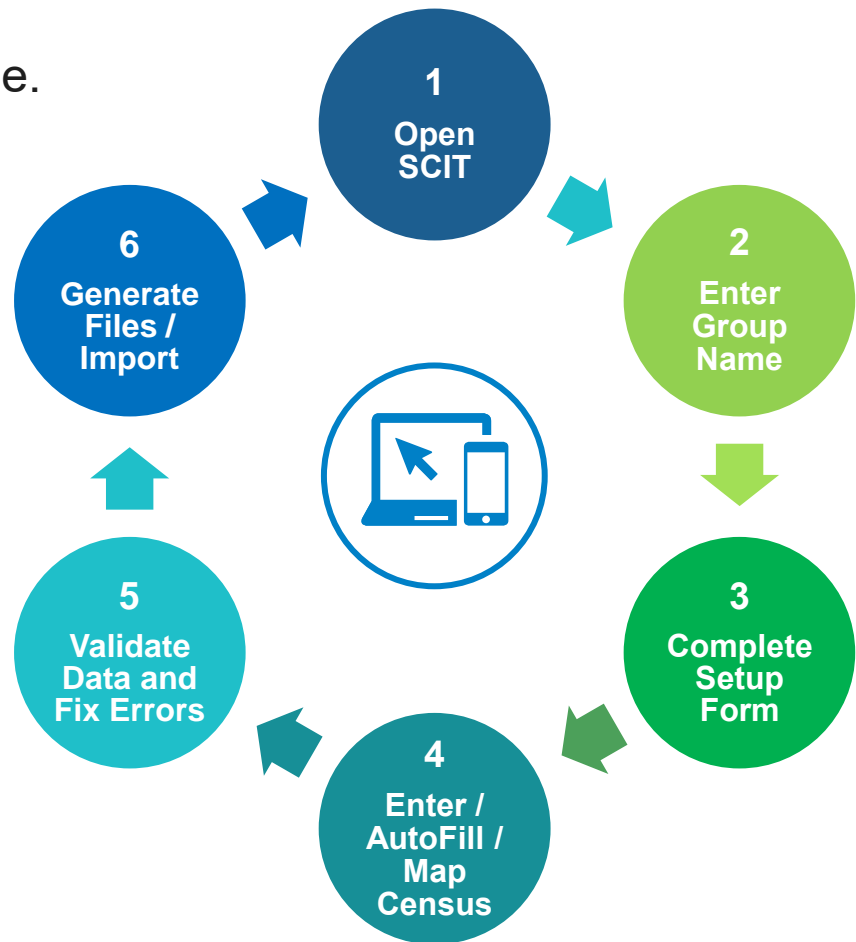 e.
1
Open
SCIT
2
Enter
Group
Name
3
Complete
Setup
Form
4
Enter /
AutoFill /
Map
Census
5
Validate
Data and
Fix Errors
6
Generate
Files /
Import